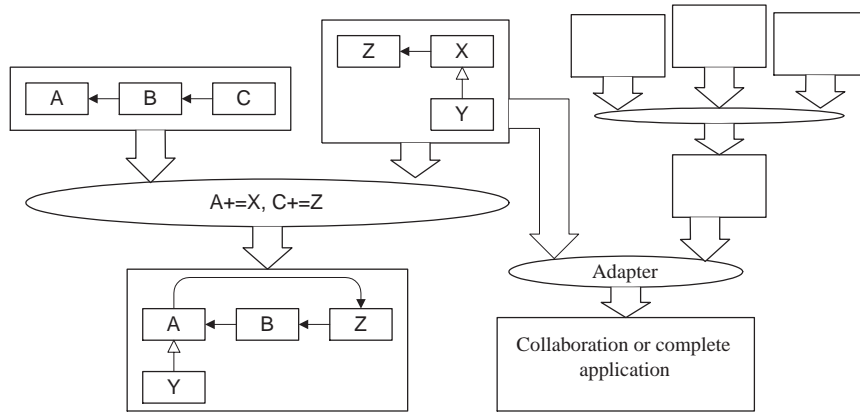 Z X
A B C
Y
A+=X, C+=Z
Adapter
A B Z
Y
Collaboration or complete
application